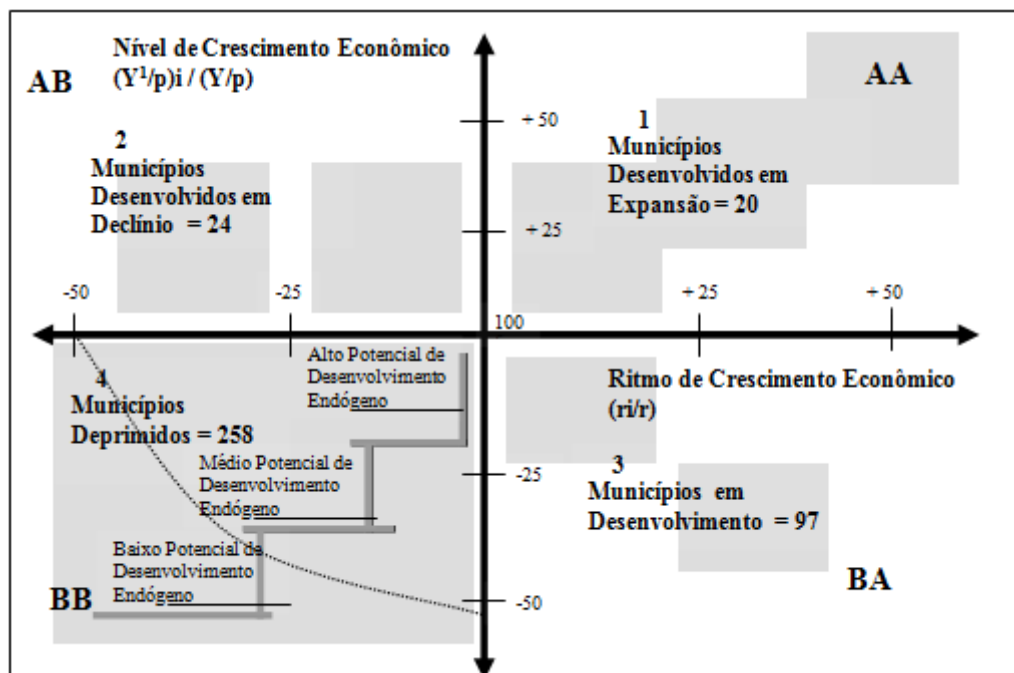 Nível de Crescimento Econômico
(Y¹/p)i / (Y/p)
AB
AA
+ 50
1
Municípios
Desenvolvidos em
Expansão = 20
2
Municípios
Desenvolvidos em
Declínio = 24
+ 25
-50
-25
+ 25
+ 50
100
Alto Potencial de
Desenvolvimento
Endógeno
Ritmo de Crescimento Econômico
(ri/r)
4
Municípios
Deprimidos = 258
Médio Potencial de
Desenvolvimento
Endógeno
-25
3
Municípios em
Desenvolvimento = 97
Baixo Potencial de
Desenvolvimento
Endógeno
BB
-50
BA